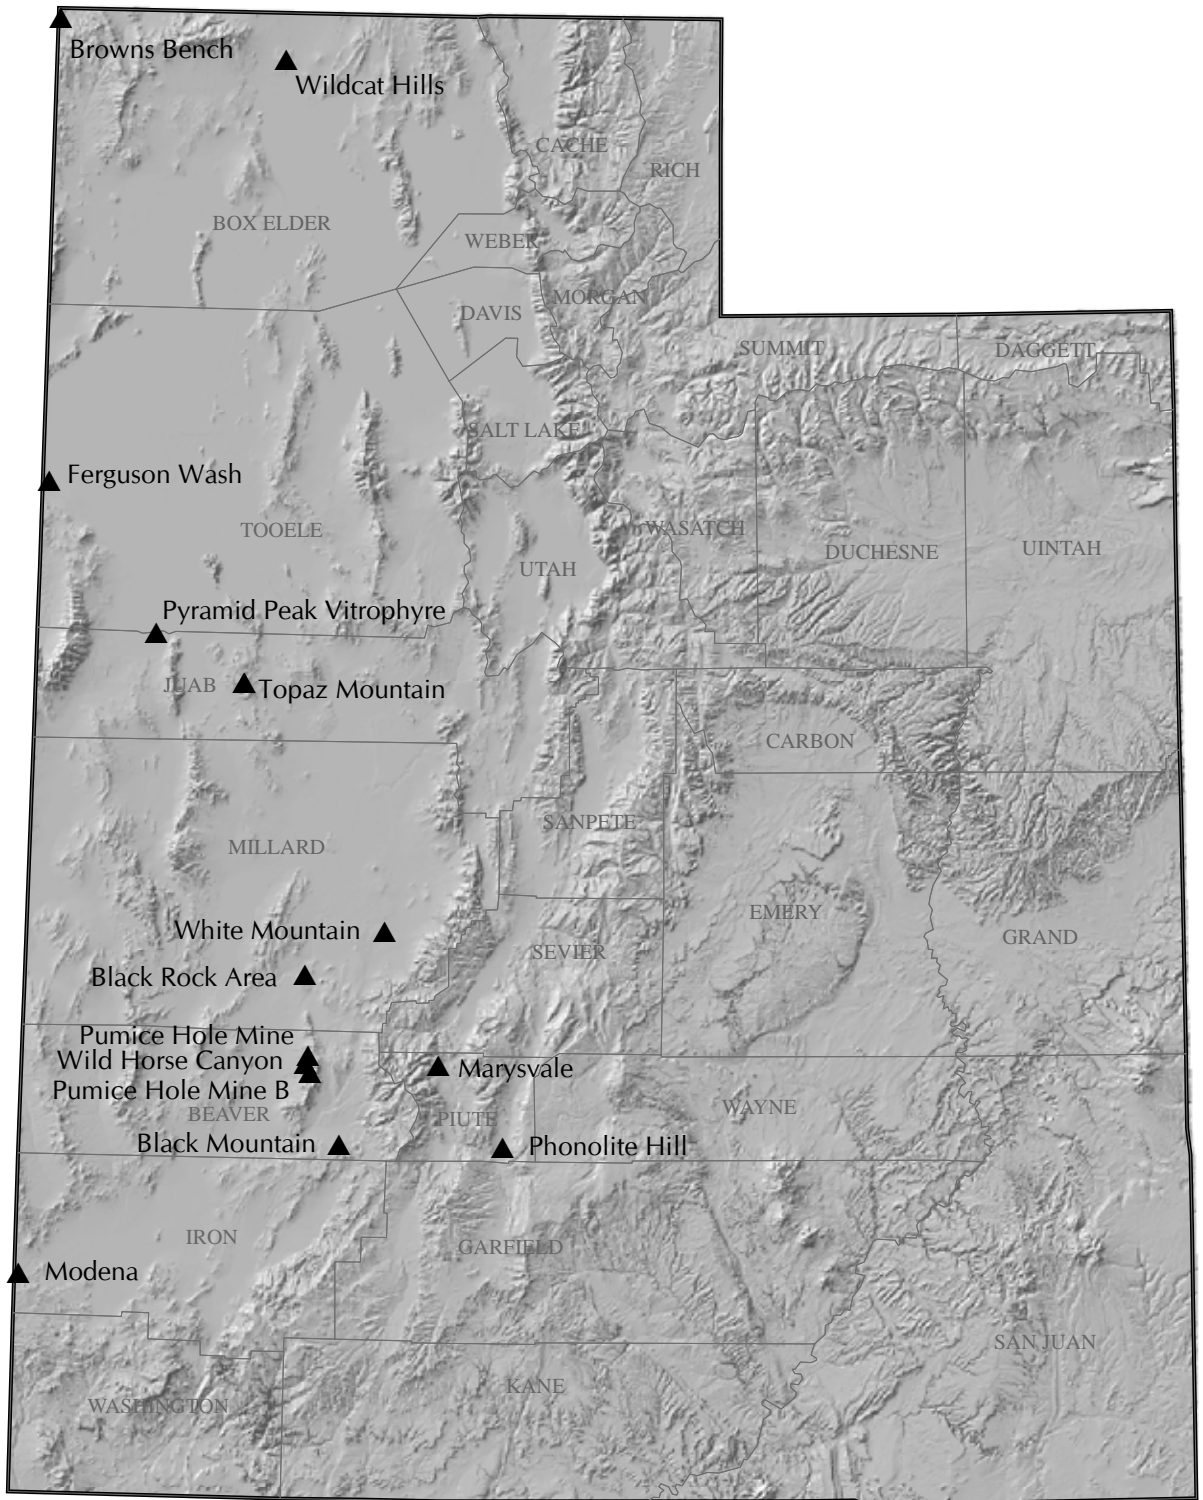 Browns Bench
Wildcat Hills
CACHE
RICH
BOX ELDER
WEBER
MORGAN
DAVIS
SUMMIT
DAGGETT
SALT LAKE
Ferguson Wash
TOOELE
WASATCH
DUCHESNE
UINTAH
UTAH
Pyramid Peak Vitrophyre
JUAB
Topaz Mountain
CARBON
SANPETE
MILLARD
EMERY
White Mountain
GRAND
SEVIER
Black Rock Area
Pumice Hole Mine
Wild Horse Canyon
Marysvale
Pumice Hole Mine B
WAYNE
BEAVER
PIUTE
Black Mountain
Phonolite Hill
IRON
GARFIELD
Modena
SAN JUAN
KANE
WASHINGTON